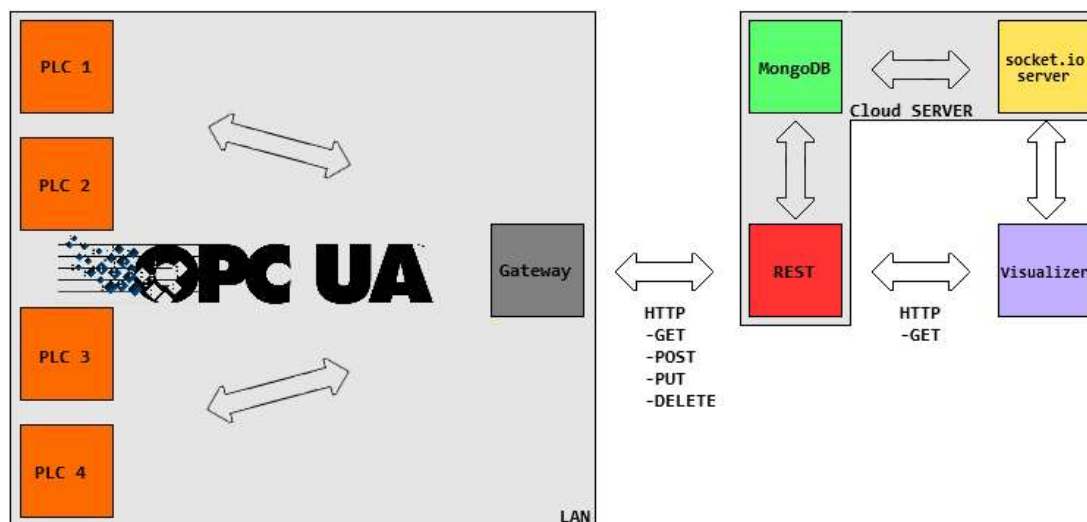 PLC 1
PLC 2
OPC UA
PLC 3
PLC 4
Gateway
LAN
HTTP
-GET
-POST
-PUT
-DELETE
MongoDB
socket.io
server
Cloud SERVER
REST
HTTP
-GET
Visualizer